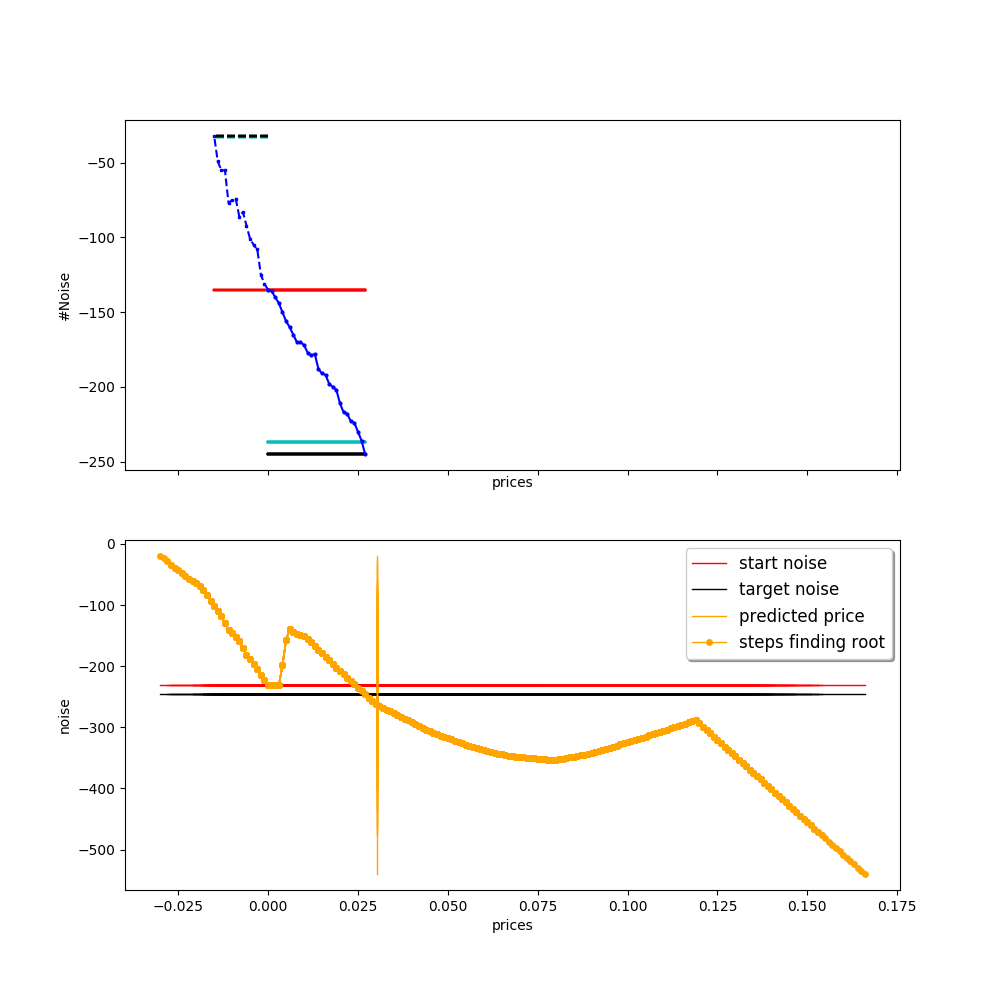 −50
−100
−150
−200
−250
#Noise
prices
0
−100
−200
−300
−400
−500
noise
start noise
target noise
predicted price
steps finding root
−0.025 0.000 0.025 0.050 0.075 0.100 0.125 0.150 0.175
prices